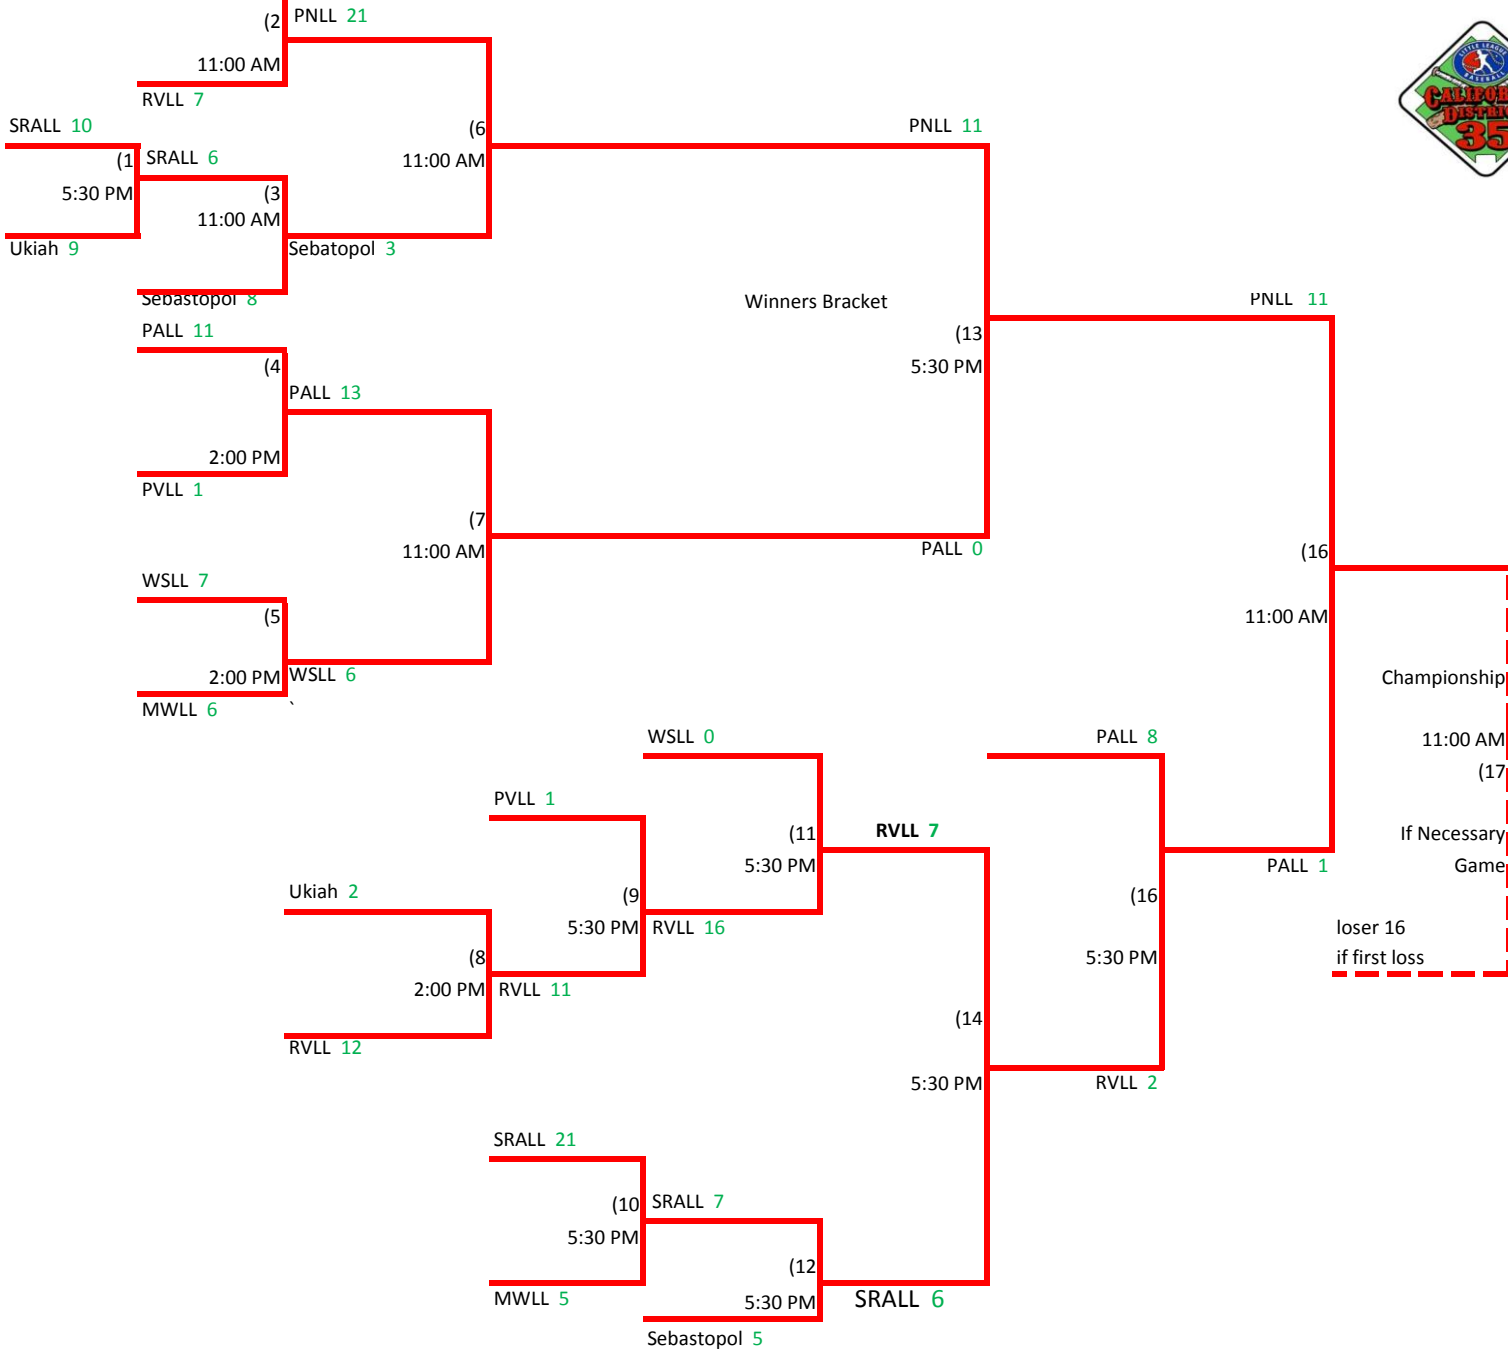 (2
PNLL 21
11:00 AM
RVLL 7
SRALL 10
(1
SRALL 6
5:30 PM
(3
11:00 AM
Ukiah 9
Sebatopol 3
Sebastopol 8
(6
11:00 AM
PNLL 11
LITTLE LEAGUE
BASEBALL
35
PALL 11
(4
PALL 13
2:00 PM
PVLL 1
Winners Bracket
(13
5:30 PM
PNLL 11
(7
11:00 AM
PALL 0
WSLL 7
(5
2:00 PM
WSLL 6
MWLL 6
`
(16
11:00 AM
Championship
11:00 AM
(17
If Necessary
Game
WSLL 0
PALL 8
PVLL 1
(11
5:30 PM
RVLL 7
PALL 1
Ukiah 2
(9
5:30 PM
RVLL 16
(16
5:30 PM
loser 16
if first loss
(8
2:00 PM
RVLL 11
RVLL 12
(14
5:30 PM
RVLL 2
SRALL 21
(10
SRALL 7
5:30 PM
(12
5:30 PM
SRALL 6
MWLL 5
Sebastopol 5